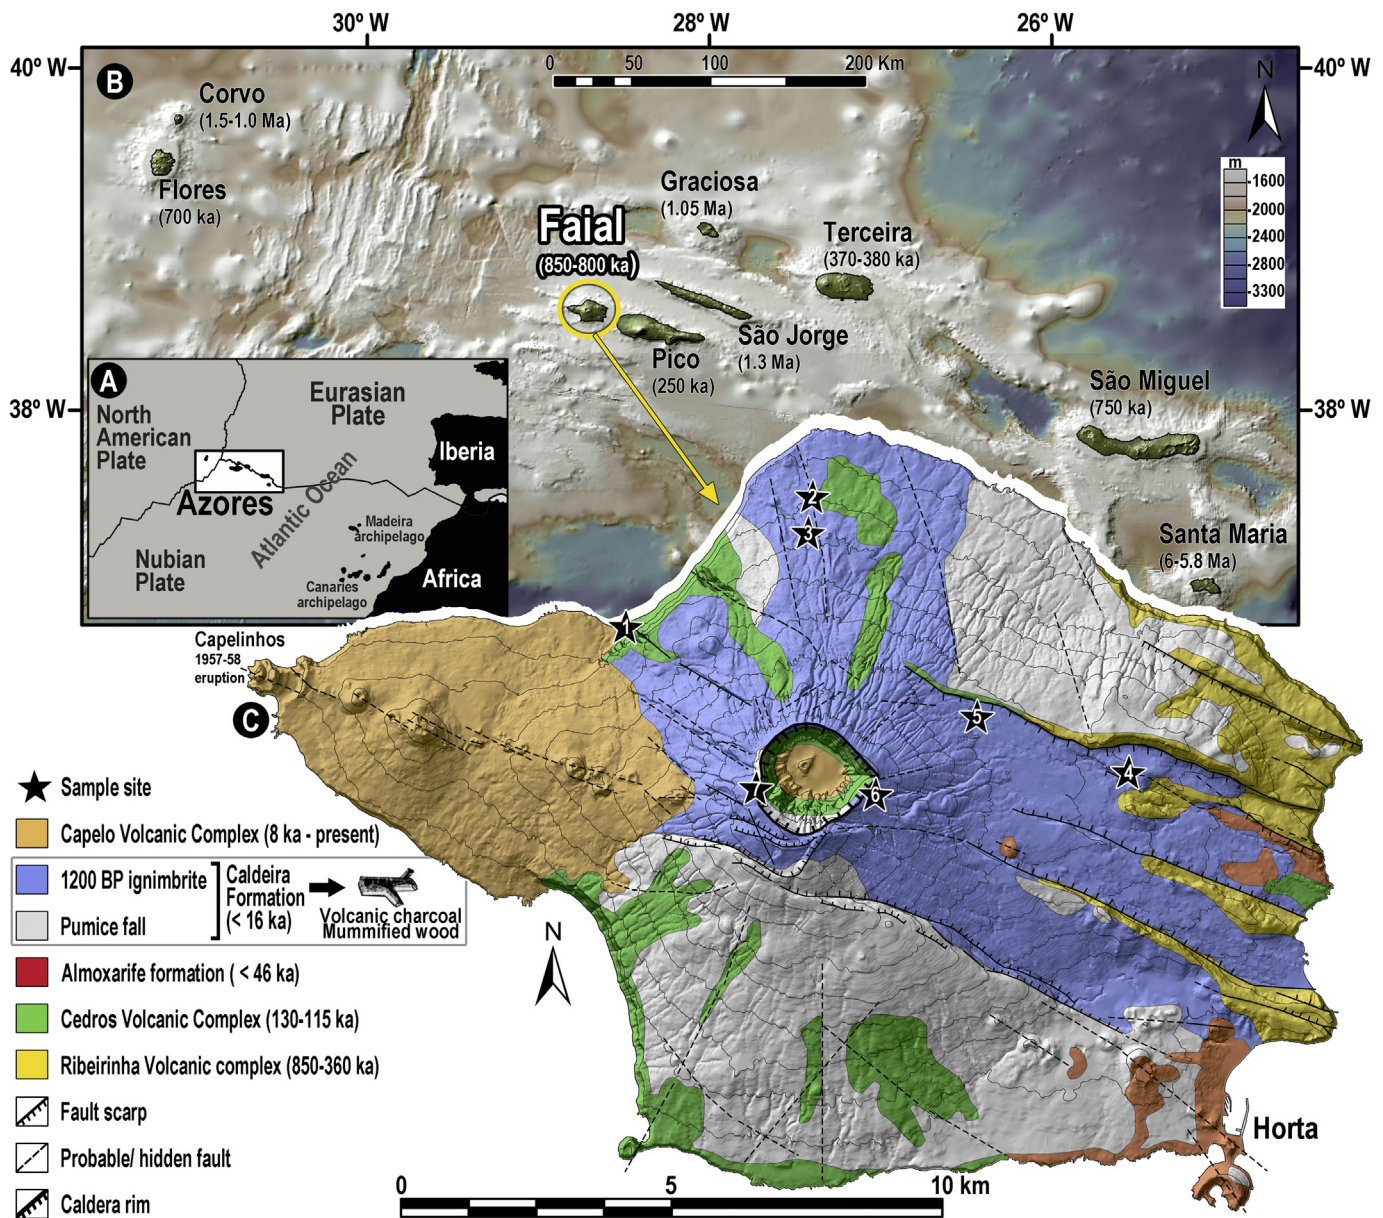 30º W
28º W
26º W
40º W
40º W
B
Corvo
(1.5-1.0 Ma)
Flores
(700 ka)
0
50
100
200 Km
N
m
1600
2000
2400
2800
3300
Graciosa
(1.05 Ma)
Faial
(850-800 ka)
Terceira
(370-380 ka)
São Jorge
(1.3 Ma)
Pico
(250 ka)
São Miguel
(750 ka)
Santa Maria
(6-5.8 Ma)
38º W
38º W
A
North
American
Plate
Eurasian
Plate
Iberia
Azores
Atlantic Ocean
Madeira
archipelago
Nubian
Plate
Canaries
archipelago
Africa
Capelinhos
1957-58
eruption
C
1
2
3
4
5
6
7
Sample site
Capelo Volcanic Complex (8 ka - present)
1200 BP ignimbrite
Pumice fall
Caldeira
Formation
(< 16 ka)
Volcanic charcoal
Mummified wood
Almoxarife formation ( < 46 ka)
Cedros Volcanic Complex (130-115 ka)
Ribeirinha Volcanic complex (850-360 ka)
Fault scarp
Probable/ hidden fault
Caldera rim
N
Horta
0
5
10 km